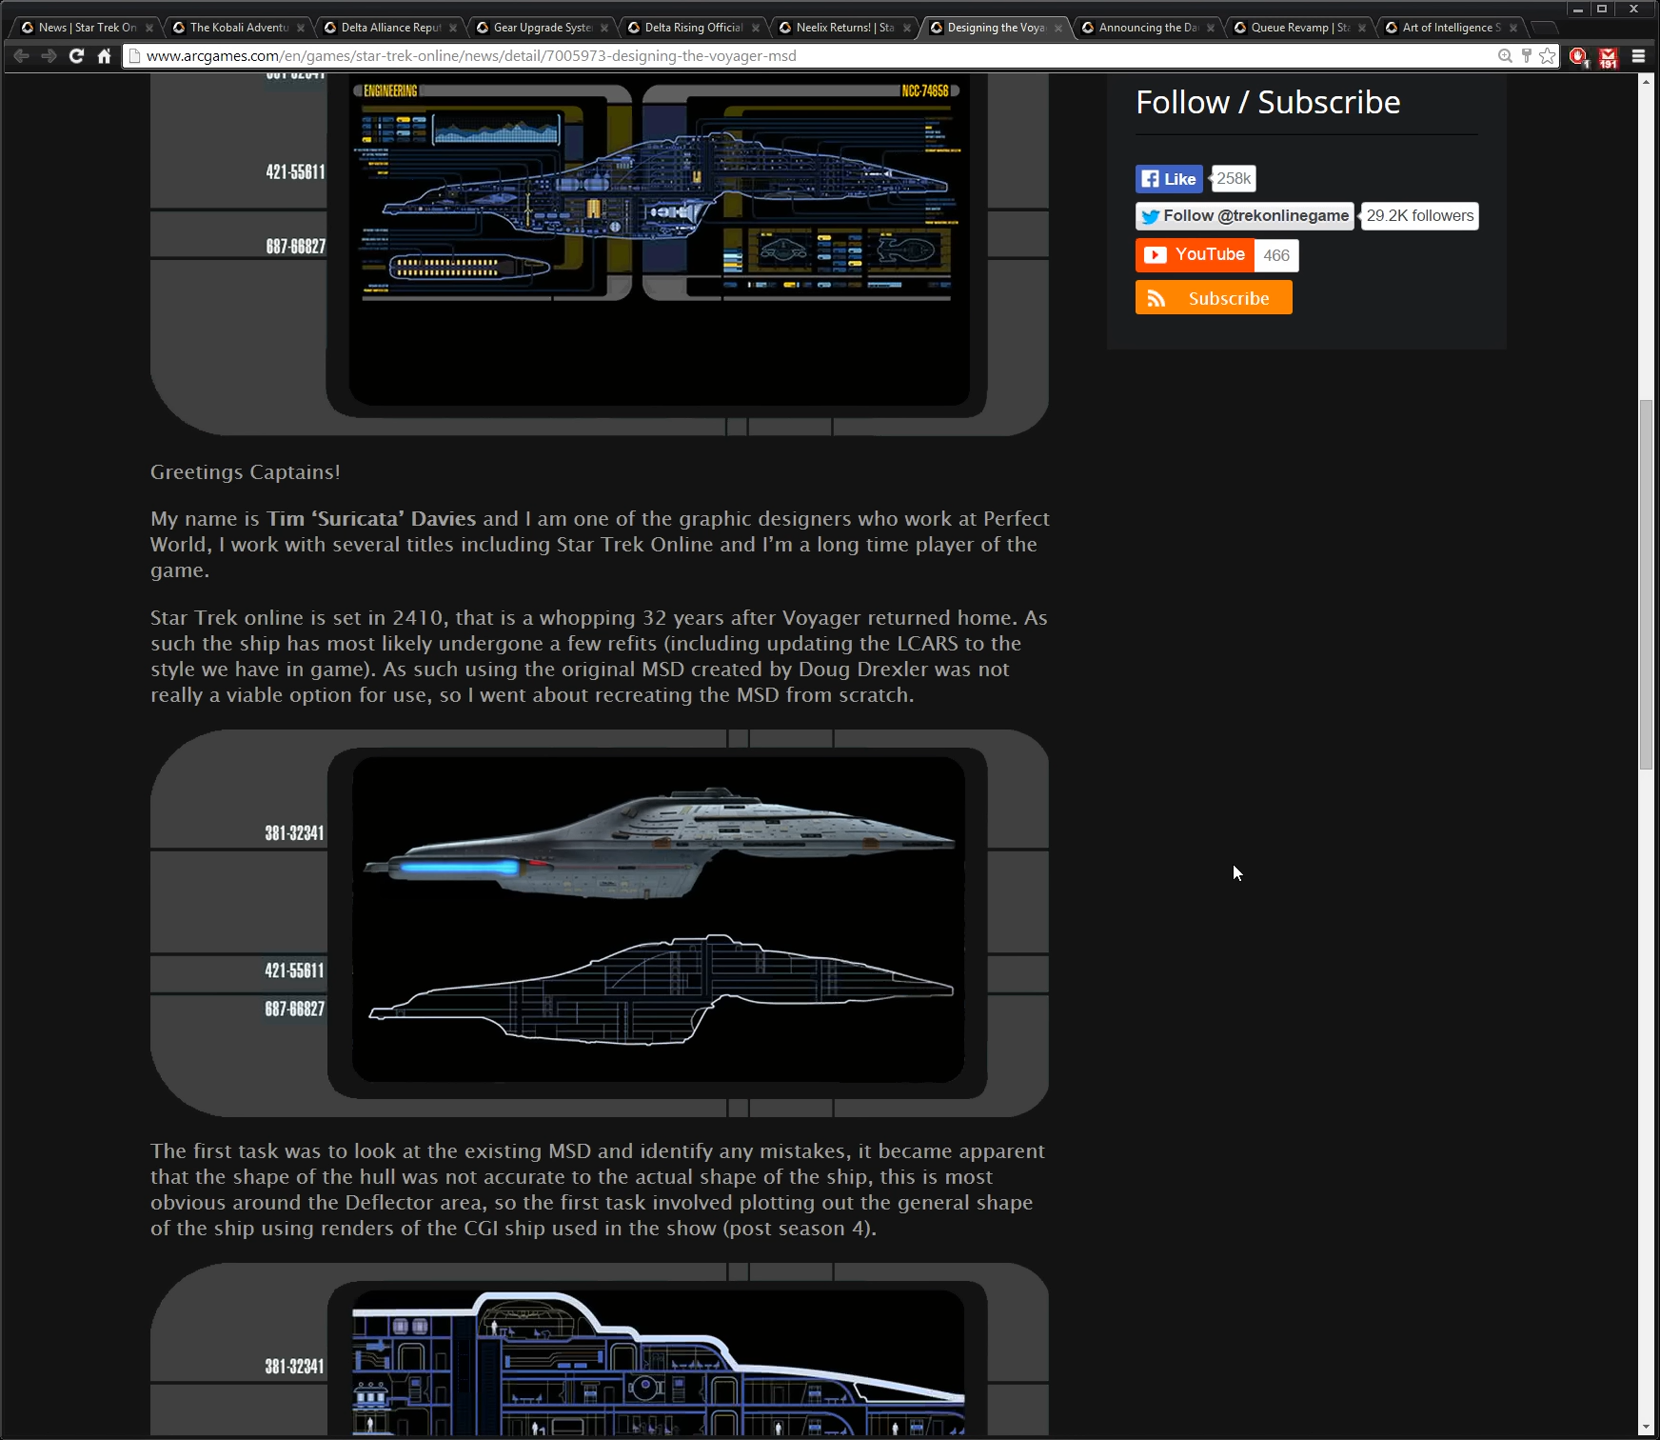 News | Star Trek On
The Kobali Adventu
Delta Alliance Reput
Gear Upgrade Syste
Delta Rising Official
Neelix Returns! | Sta
Designing the Voya
Announcing the Da
Queue Revamp | Sta
Art of Intelligence S
www.arcgames.com/en/games/star-trek-online/news/detail/7005973-designing-the-voyager-msd
1
191
381-32341
ENGINEERING
NCC-74656
421-55611
687-66827
Follow / Subscribe
Like
258k
Follow @trekonlinegame
29.2K followers
YouTube
466
Subscribe
Greetings Captains!
My name is Tim ‘Suricata’ Davies and I am one of the graphic designers who work at Perfect
World, I work with several titles including Star Trek Online and I’m a long time player of the
game.
Star Trek online is set in 2410, that is a whopping 32 years after Voyager returned home. As
such the ship has most likely undergone a few refits (including updating the LCARS to the
style we have in game). As such using the original MSD created by Doug Drexler was not
really a viable option for use, so I went about recreating the MSD from scratch.
381-32341
421-55611
687-66827
The first task was to look at the existing MSD and identify any mistakes, it became apparent
that the shape of the hull was not accurate to the actual shape of the ship, this is most
obvious around the Deflector area, so the first task involved plotting out the general shape
of the ship using renders of the CGI ship used in the show (post season 4).
381-32341